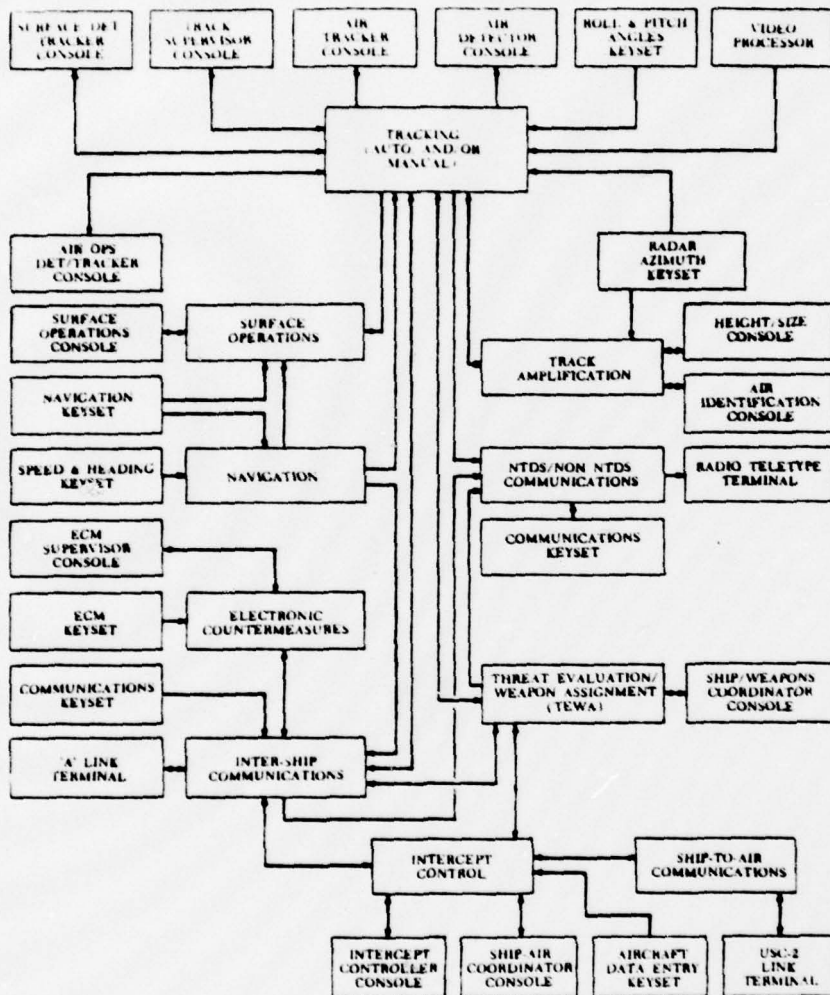 SURFACE DET
TRACKER
CONSOLE
TRACK
SUPERVISOR
CONSOLE
AIR
TRACKER
CONSOLE
AIR
DETECTOR
CONSOLE
ROLL & PITCH
ANGLES
KEYSET
VIDEO
PROCESSOR
TRACKING
(AUTO AND/OR
MANUAL)
AIR OPS
DET/TRACKER
CONSOLE
RADAR
AZIMUTH
KEYSET
SURFACE
OPERATIONS
CONSOLE
SURFACE
OPERATIONS
HEIGHT/SIZE
CONSOLE
TRACK
AMPLIFICATION
NAVIGATION
KEYSET
AIR
IDENTIFICATION
CONSOLE
SPEED & HEADING
KEYSET
NAVIGATION
NTDS/NON NTDS
COMMUNICATIONS
RADIO TELETYPE
TERMINAL
ECM
SUPERVISOR
CONSOLE
COMMUNICATIONS
KEYSET
ECM
KEYSET
ELECTRONIC
COUNTERMEASURES
COMMUNICATIONS
KEYSET
THREAT EVALUATION/
WEAPON ASSIGNMENT
(TEWA)
SHIP/WEAPONS
COORDINATOR
CONSOLE
'A' LINK
TERMINAL
INTER-SHIP
COMMUNICATIONS
INTERCEPT
CONTROL
SHIP-TO-AIR
COMMUNICATIONS
INTERCEPT
CONTROLLER
CONSOLE
SHIP-AIR
COORDINATOR
CONSOLE
AIRCRAFT
DATA ENTRY
KEYSET
USC-2
LINK
TERMINAL